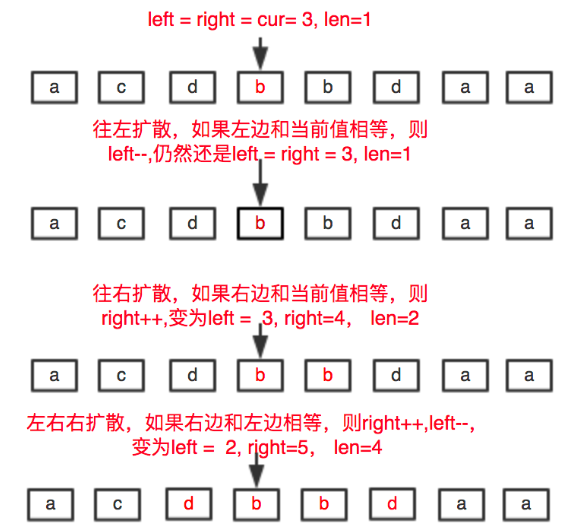 left = right = cur= 3, len=1
a c d b b d a a
往左扩散，如果左边和当前值相等，则
left--,仍然还是left = right = 3, len=1
a c d b b d a a
往右扩散，如果右边和当前值相等，则
right++,变为left = 3, right=4， len=2
a c d b b d a a
左右右扩散，如果右边和左边相等，则right++,left--，
变为left = 2, right=5， len=4
a c d b b d a a